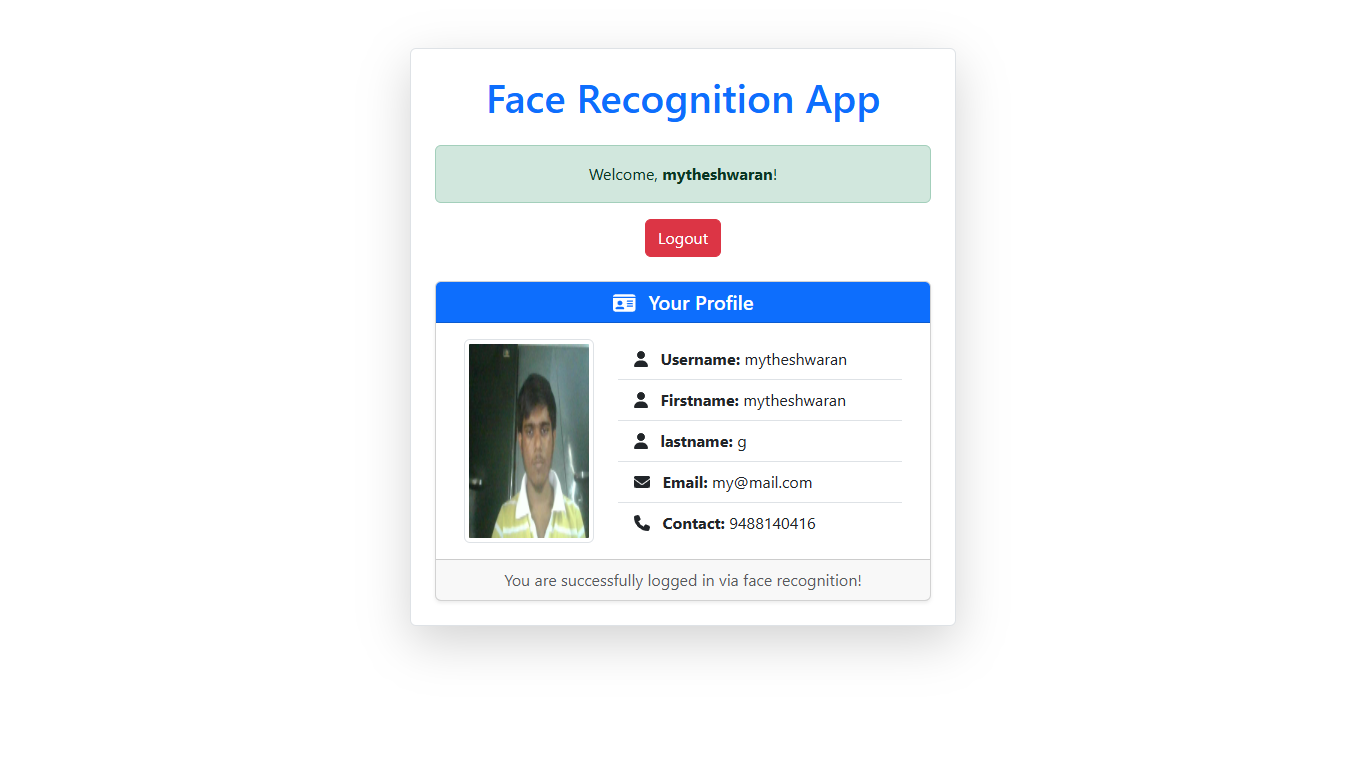 Face Recognition App
Welcome, mytheshwaran!
Logout
Your Profile
Username: mytheshwaran
Firstname: mytheshwaran
lastname: g
Email: my@mail.com
Contact: 9488140416
You are successfully logged in via face recognition!